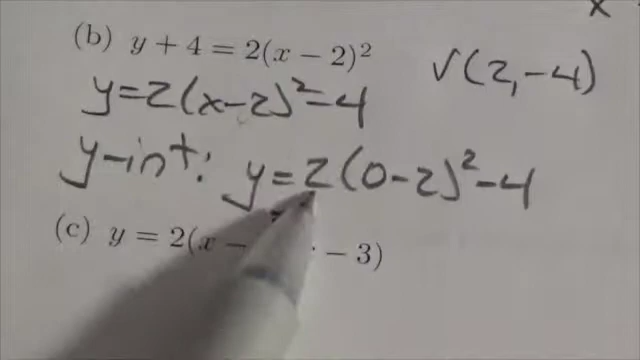 x
(b) y + 4 = 2(x − 2)²
V(2,−4)
y=2(x−2)²−4
y-int: y=2(0−2)²−4
(c) y = 2(x − − 3)